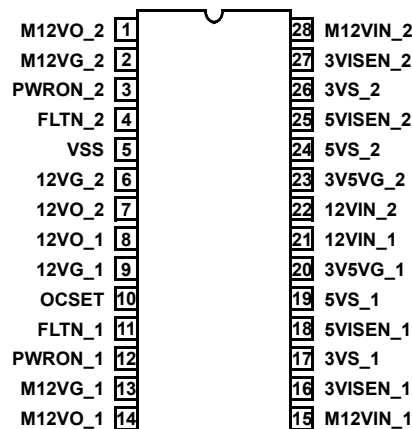 M12VO_2 1 28 M12VIN_2
M12VG_2 2 27 3VISEN_2
PWRON_2 3 26 3VS_2
FLTN_2 4 25 5VISEN_2
VSS 5 24 5VS_2
12VG_2 6 23 3V5VG_2
12VO_2 7 22 12VIN_2
12VO_1 8 21 12VIN_1
12VG_1 9 20 3V5VG_1
OCSET 10 19 5VS_1
FLTN_1 11 18 5VISEN_1
PWRON_1 12 17 3VS_1
M12VG_1 13 16 3VISEN_1
M12VO_1 14 15 M12VIN_1